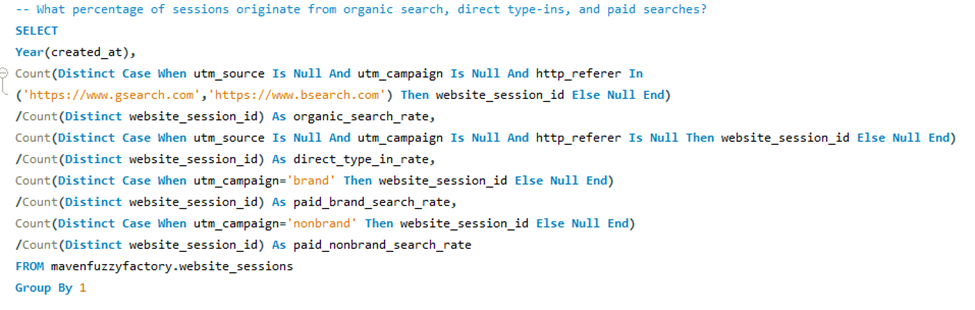 -- What percentage of sessions originate from organic search, direct type-ins, and paid searches?
SELECT
Year(created_at),
Count(Distinct Case When utm_source Is Null And utm_campaign Is Null And http_referer In
('https://www.gsearch.com','https://www.bsearch.com') Then website_session_id Else Null End)
/Count(Distinct website_session_id) As organic_search_rate,
Count(Distinct Case When utm_source Is Null And utm_campaign Is Null And http_referer Is Null Then website_session_id Else Null End)
/Count(Distinct website_session_id) As direct_type_in_rate,
Count(Distinct Case When utm_campaign='brand' Then website_session_id Else Null End)
/Count(Distinct website_session_id) As paid_brand_search_rate,
Count(Distinct Case When utm_campaign='nonbrand' Then website_session_id Else Null End)
/Count(Distinct website_session_id) As paid_nonbrand_search_rate
FROM mavenfuzzyfactory.website_sessions
Group By 1